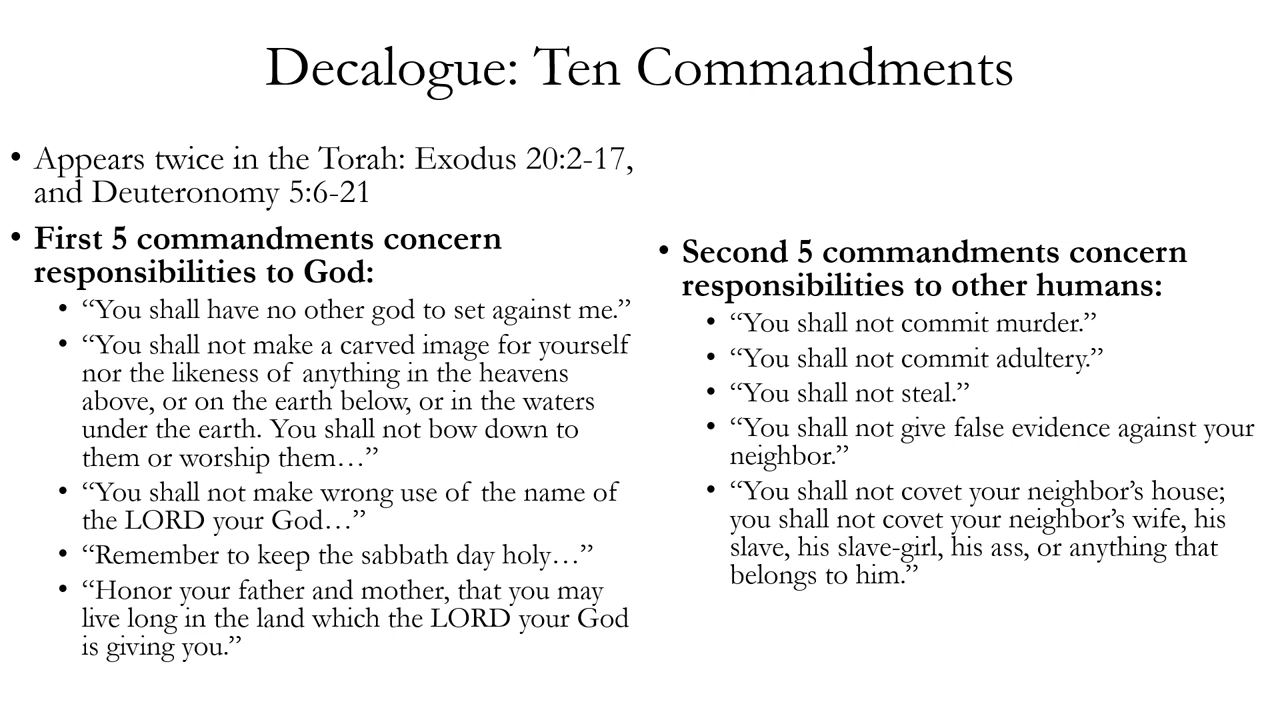 Decalogue: Ten Commandments
• Appears twice in the Torah: Exodus 20:2-17,
and Deuteronomy 5:6-21
• First 5 commandments concern
responsibilities to God:
• “You shall have no other god to set against me.”
• “You shall not make a carved image for yourself
nor the likeness of anything in the heavens
above, or on the earth below, or in the waters
under the earth. You shall not bow down to
them or worship them…”
• “You shall not make wrong use of the name of
the LORD your God…”
• “Remember to keep the sabbath day holy…”
• “Honor your father and mother, that you may
live long in the land which the LORD your God
is giving you.”
• Second 5 commandments concern
responsibilities to other humans:
• “You shall not commit murder.”
• “You shall not commit adultery.”
• “You shall not steal.”
• “You shall not give false evidence against your
neighbor.”
• “You shall not covet your neighbor’s house;
you shall not covet your neighbor’s wife, his
slave, his slave-girl, his ass, or anything that
belongs to him.”